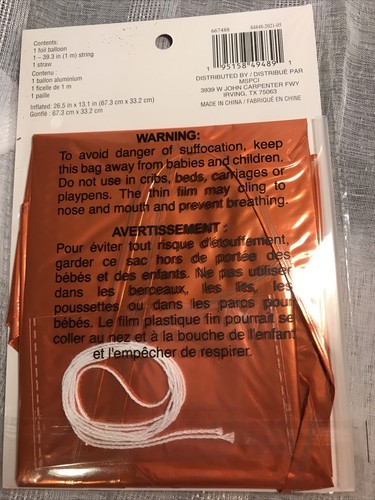 667488
84848-2021-05
Contents:
1 foil balloon
1 – 39.3 in (1 m) string
1 straw
Contenu :
1 ballon aluminium
1 ficelle de 1 m
1 paille
Inflated: 26.5 in x 13.1 in (67.3 cm x 33.2 cm)
Gonflé : 67.3 cm x 33.2 cm
1 95158 49489 1
DISTRIBUTED BY / DISTRIBUÉ PAR
MSPCI
3939 W JOHN CARPENTER FWY
IRVING, TX 75063
MADE IN CHINA / FABRIQUÉ EN CHINE
WARNING:
To avoid danger of suffocation, keep
this bag away from babies and children.
Do not use in cribs, beds, carriages or
playpens. The thin film may cling to
nose and mouth and prevent breathing.
AVERTISSEMENT :
Pour éviter tout risque d'étouffement,
garder ce sac hors de portée des
bébés et des enfants. Ne pas utiliser
dans les berceaux, les lits, les
poussettes ou dans les parcs pour
bébés. Le film plastique fin pourrait se
coller au nez et à la bouche de l'enfant
et l'empêcher de respirer.